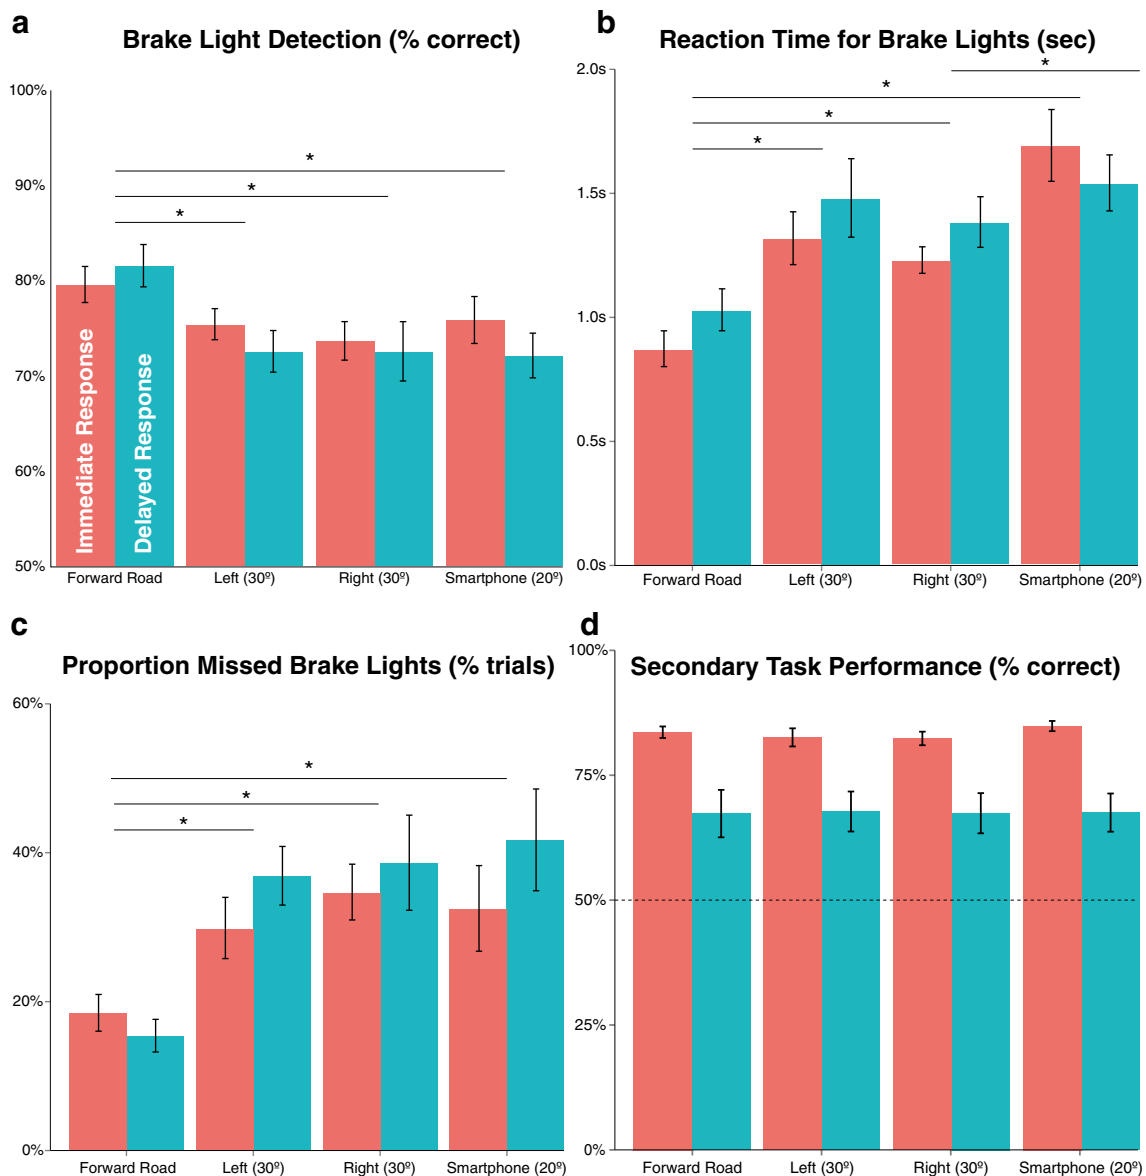 a
Brake Light Detection (% correct)
100%
90%
80%
70%
60%
50%
*
*
*
Immediate Response
Delayed Response
Forward Road
Left (30º)
Right (30º)
Smartphone (20º)
b
Reaction Time for Brake Lights (sec)
2.0s
1.5s
1.0s
0.5s
0.0s
*
*
*
*
Forward Road
Left (30º)
Right (30º)
Smartphone (20º)
c
Proportion Missed Brake Lights (% trials)
60%
40%
20%
0%
*
*
*
Forward Road
Left (30º)
Right (30º)
Smartphone (20º)
d
Secondary Task Performance (% correct)
100%
75%
50%
25%
0%
Forward Road
Left (30º)
Right (30º)
Smartphone (20º)